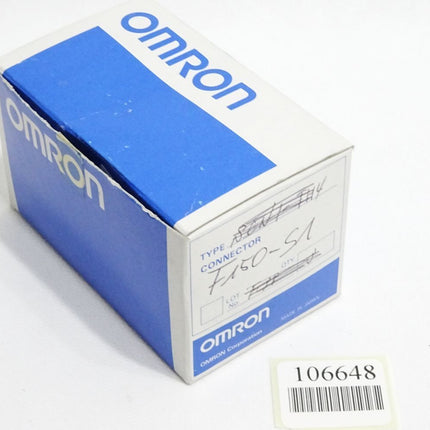 OMRON
OMRON
TYPE
CONNECTOR
F150-S1
LOT NO. QTY
OMRON
OMRON Corporation MADE IN JAPAN
106648